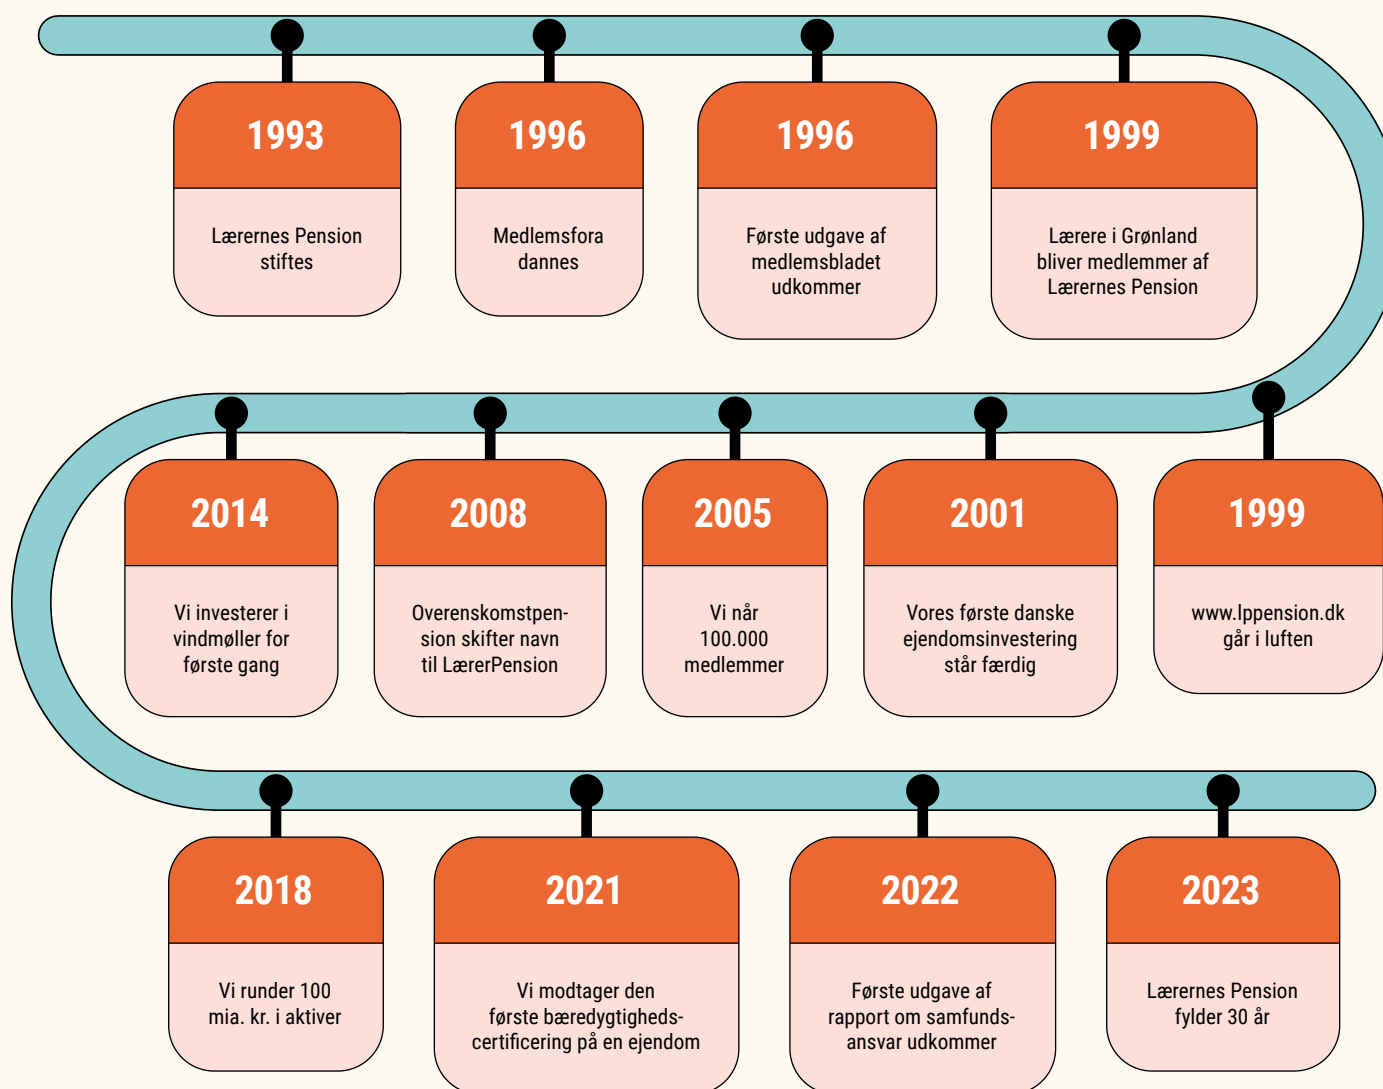 1993
Lærernes Pension
stiftes
1996
Medlemsfora
dannes
1996
Første udgave af
medlemsbladet
udkommer
1999
Lærere i Grønland
bliver medlemmer af
Lærernes Pension
1999
www.lppension.dk
går i luften
2001
Vores første danske
ejendomsinvestering
står færdig
2005
Vi når
100.000
medlemmer
2008
Overenskomstpen-
sion skifter navn
til LærerPension
2014
Vi investerer i
vindmøller for
første gang
2018
Vi runder 100
mia. kr. i aktiver
2021
Vi modtager den
første bæredygtigheds-
certificering på en ejendom
2022
Første udgave af
rapport om samfunds-
ansvar udkommer
2023
Lærernes Pension
fylder 30 år